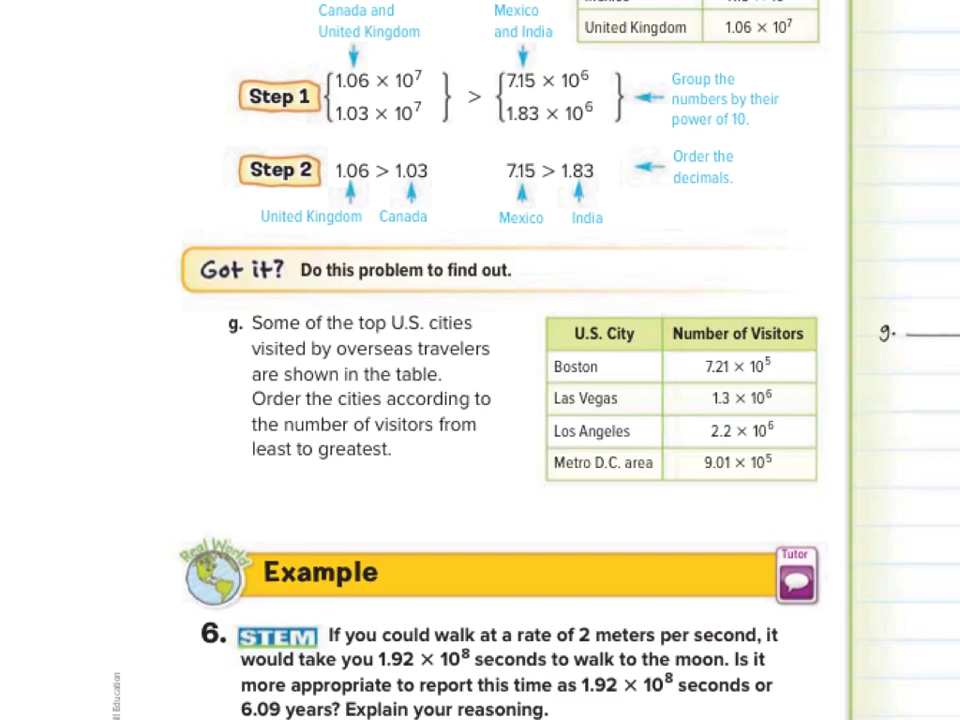 Canada and
United Kingdom
Mexico
and India
United Kingdom 1.06 × 10⁷
Step 1 {1.06 × 10⁷ 1.03 × 10⁷} > {7.15 × 10⁶ 1.83 × 10⁶}
Group the
numbers by their
power of 10.
Step 2 1.06 > 1.03 7.15 > 1.83
Order the
decimals.
United Kingdom Canada Mexico India
Got it? Do this problem to find out.
g. Some of the top U.S. cities
visited by overseas travelers
are shown in the table.
Order the cities according to
the number of visitors from
least to greatest.
U.S. City Number of Visitors
Boston 7.21 × 10⁵
Las Vegas 1.3 × 10⁶
Los Angeles 2.2 × 10⁶
Metro D.C. area 9.01 × 10⁵
g.
Real World
Example
Tutor
6. STEM If you could walk at a rate of 2 meters per second, it
would take you 1.92 × 10⁸ seconds to walk to the moon. Is it
more appropriate to report this time as 1.92 × 10⁸ seconds or
6.09 years? Explain your reasoning.
Education